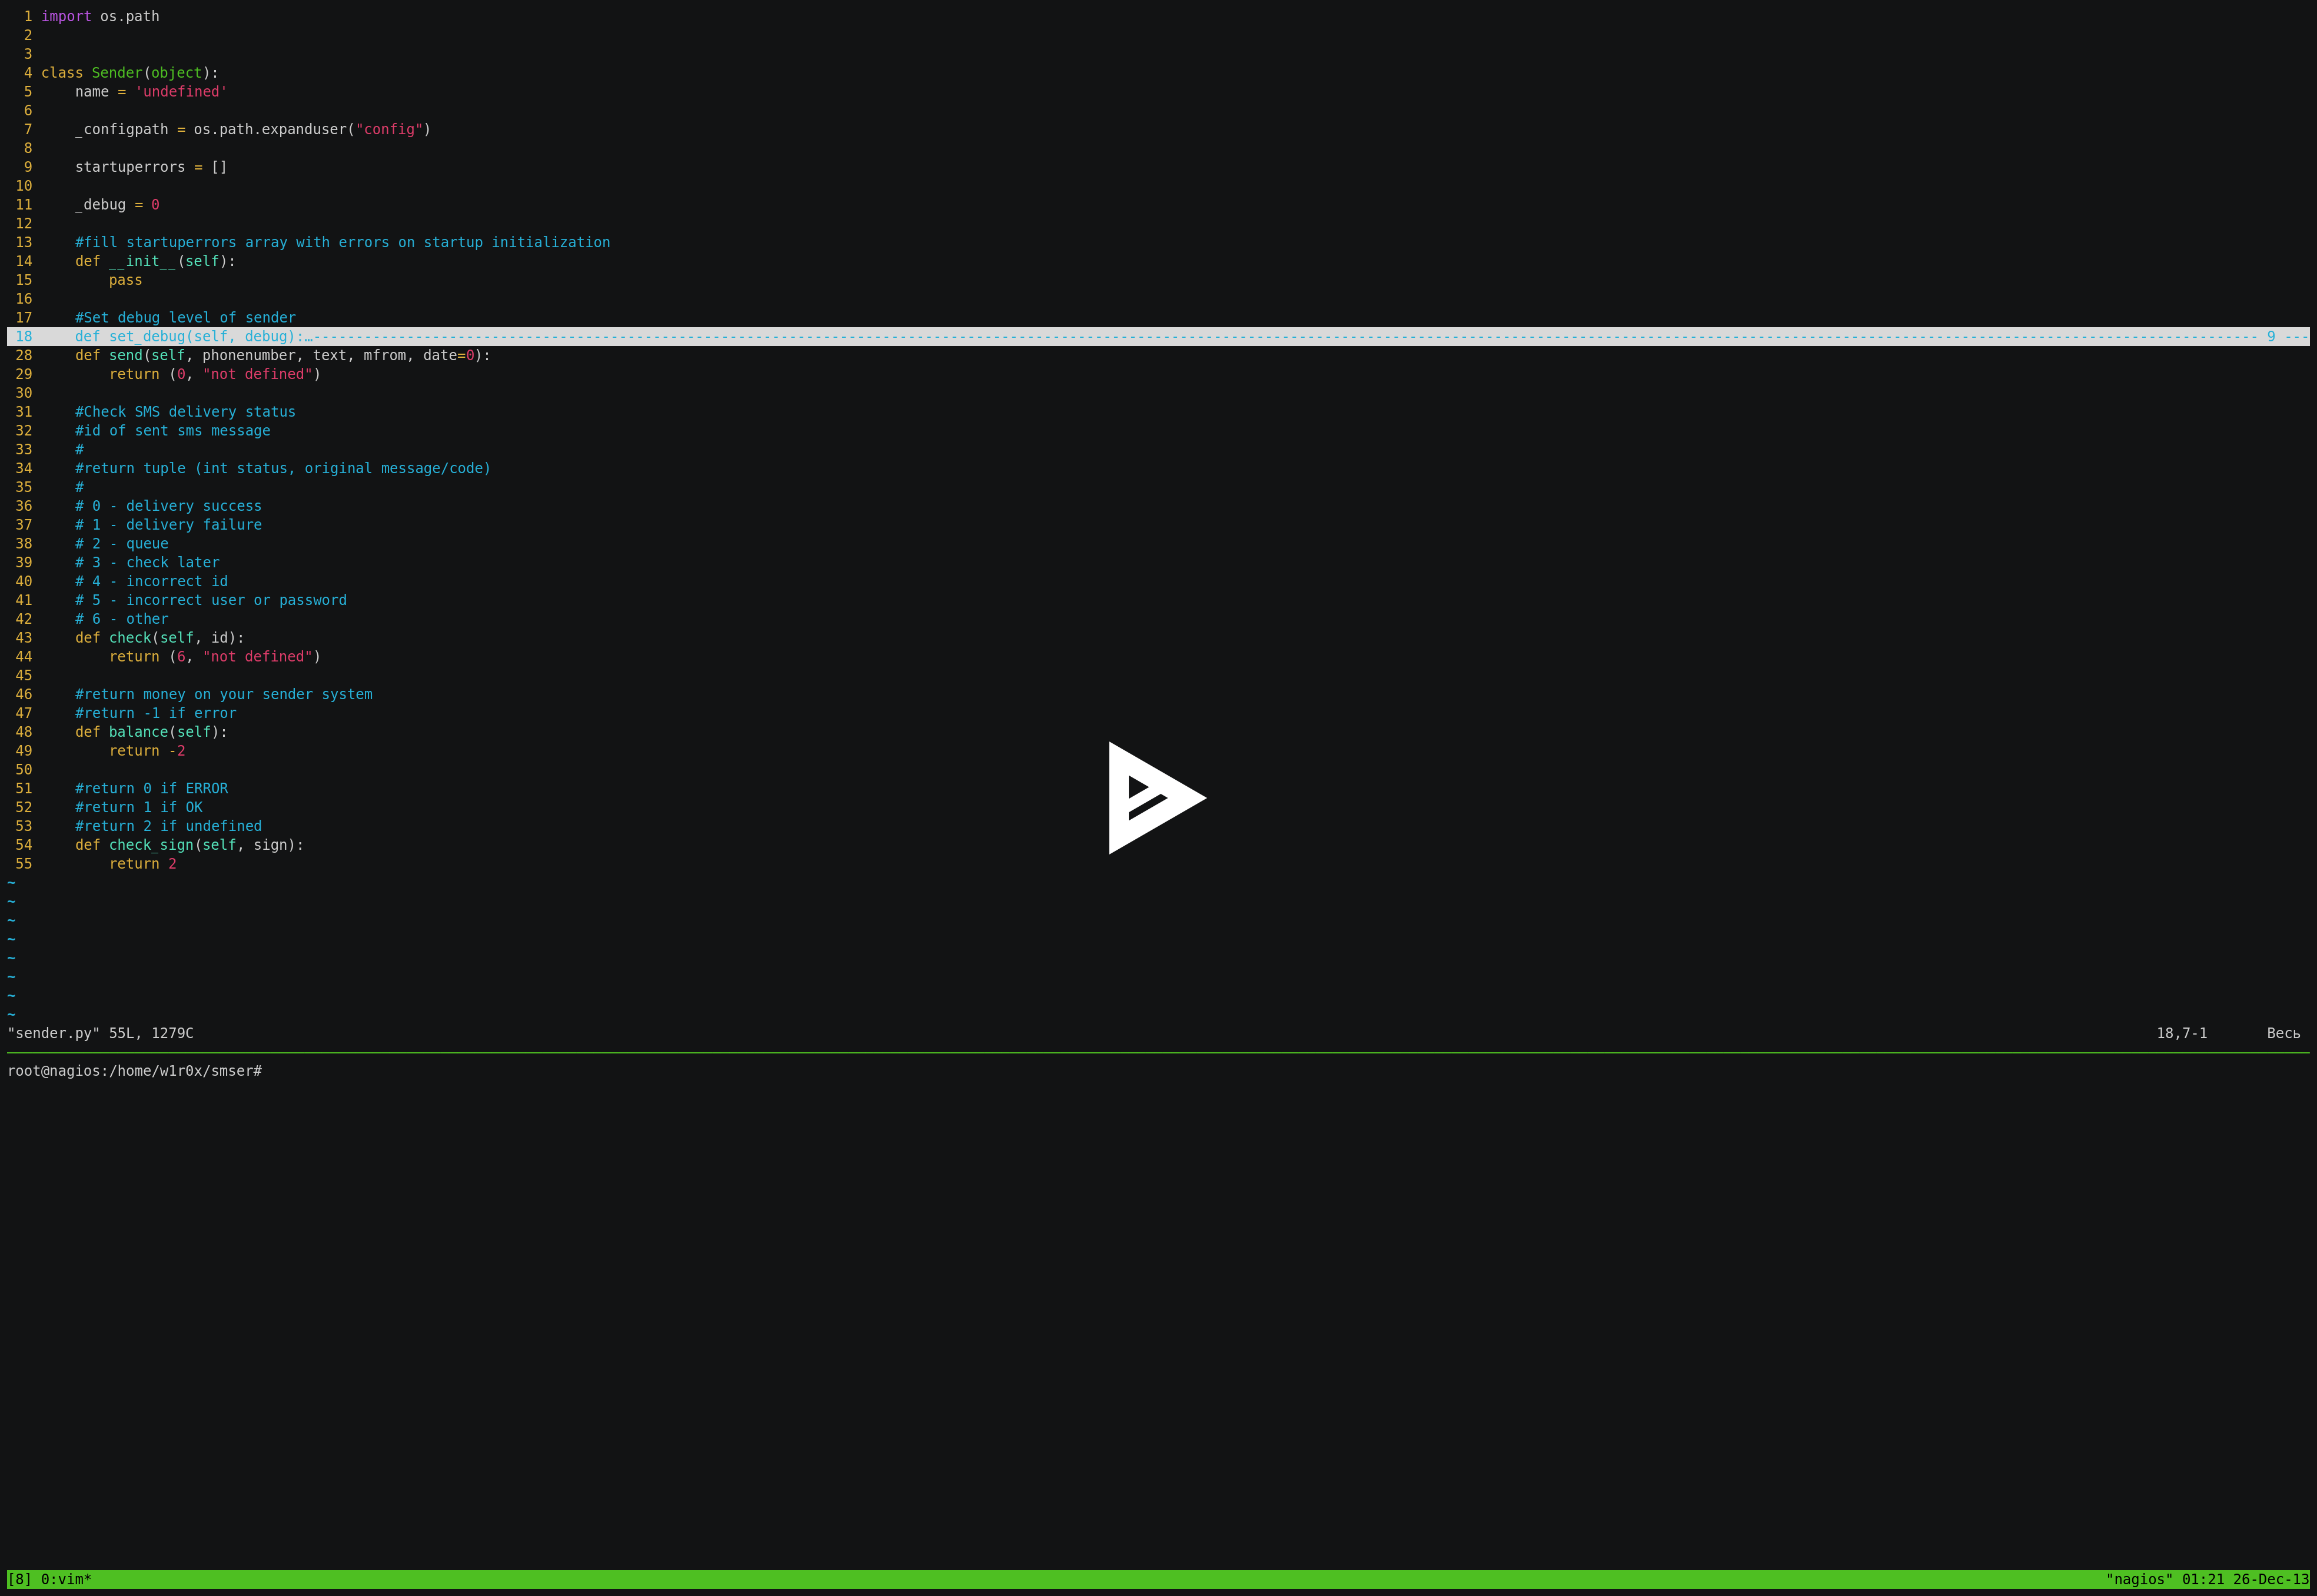 1 import os.path
2
3
4 class Sender(object):
5     name = 'undefined'
6
7     _configpath = os.path.expanduser("config")
8
9     startuperrors = []
10
11     _debug = 0
12
13     #fill startuperrors array with errors on startup initialization
14     def __init__(self):
15         pass
16
17     #Set debug level of sender
18     def set_debug(self, debug):…-------------------------------------------------------------------------------- 9 ---
28     def send(self, phonenumber, text, mfrom, date=0):
29         return (0, "not defined")
30
31     #Check SMS delivery status
32     #id of sent sms message
33     #
34     #return tuple (int status, original message/code)
35     #
36     # 0 - delivery success
37     # 1 - delivery failure
38     # 2 - queue
39     # 3 - check later
40     # 4 - incorrect id
41     # 5 - incorrect user or password
42     # 6 - other
43     def check(self, id):
44         return (6, "not defined")
45
46     #return money on your sender system
47     #return -1 if error
48     def balance(self):
49         return -2
50
51     #return 0 if ERROR
52     #return 1 if OK
53     #return 2 if undefined
54     def check_sign(self, sign):
55         return 2
~
~
~
~
~
~
~
~
"sender.py" 55L, 1279C 18,7-1 Весь
root@nagios:/home/w1r0x/smser#
[8] 0:vim* "nagios" 01:21 26-Dec-13